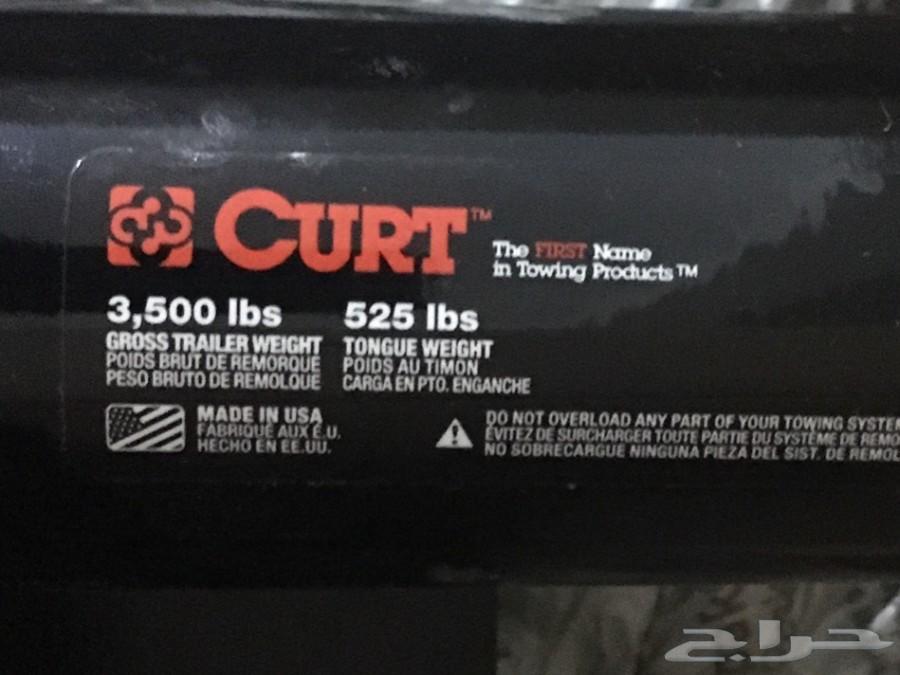 CURT™
The FIRST Name
in Towing Products™
3,500 lbs
GROSS TRAILER WEIGHT
POIDS BRUT DE REMORQUE
PESO BRUTO DE REMOLQUE
525 lbs
TONGUE WEIGHT
POIDS AU TIMON
CARGA EN PTO. ENGANCHE
MADE IN USA
FABRIQUÉ AUX É.U.
HECHO EN EE.UU.
DO NOT OVERLOAD ANY PART OF YOUR TOWING SYSTEM
ÉVITEZ DE SURCHARGER TOUTE PARTIE DU SYSTÈME DE REMO
NO SOBRECARGUE NINGUNA PIEZA DEL SIST. DE REMOL
حراج